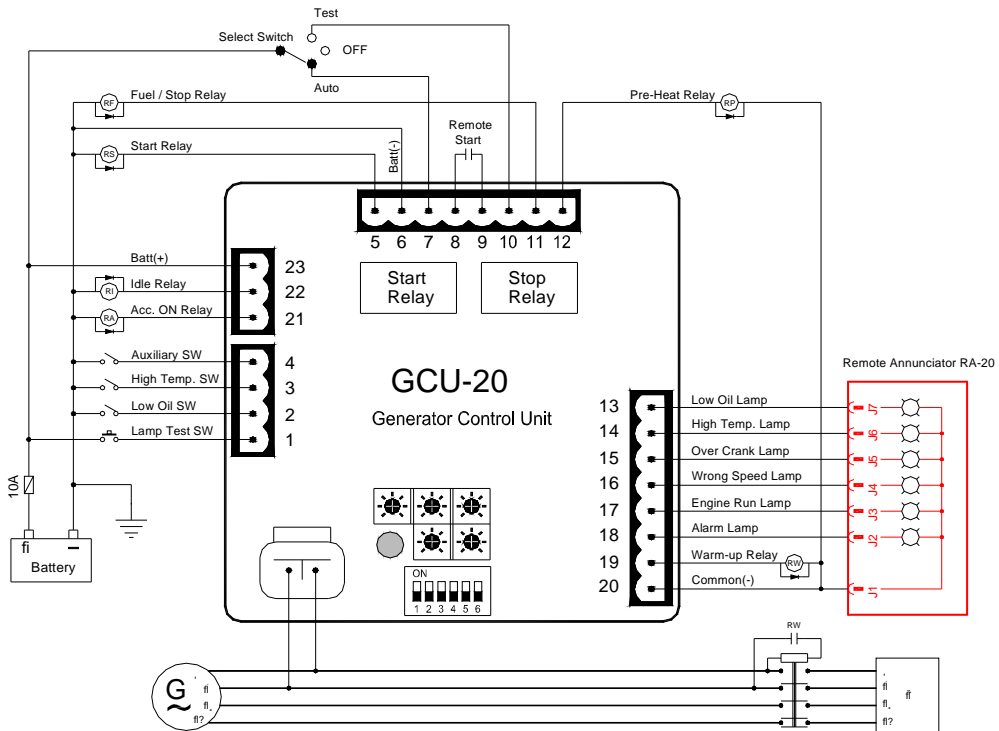 Test
Select Switch
OFF
Auto
RF
Fuel / Stop Relay
Pre-Heat Relay
RP
Remote
Start
RS
Start Relay
Batt(-)
5 6 7 8 9 10 11 12
Start
Relay
Stop
Relay
Batt(+)
23
RI
Idle Relay
22
RA
Acc. ON Relay
21
Auxiliary SW
4
High Temp. SW
3
Low Oil SW
2
Lamp Test SW
1
GCU-20
Generator Control Unit
Remote Annunciator RA-20
13 Low Oil Lamp J7
14 High Temp. Lamp J6
15 Over Crank Lamp J5
16 Wrong Speed Lamp J4
17 Engine Run Lamp J3
18 Alarm Lamp J2
19 Warm-up Relay RW
20 Common(-) J1
10A
fi −
Battery
ON
1 2 3 4 5 6
RW
G
~
fl
fl?
fl?